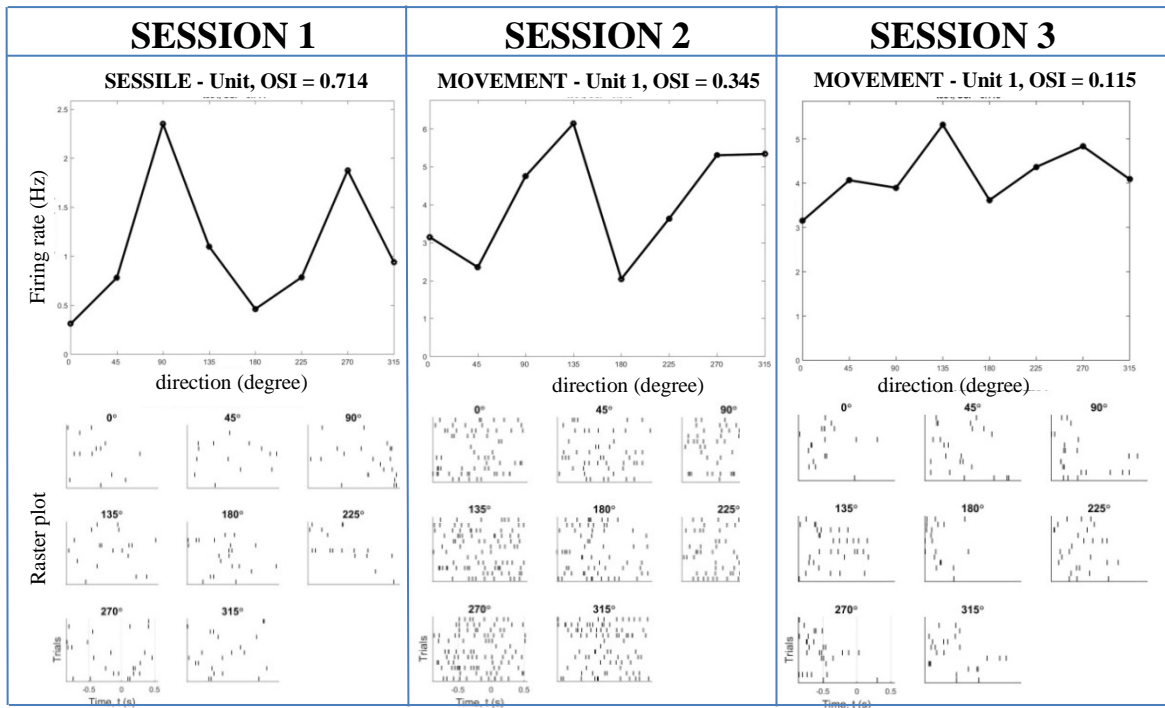 SESSION 1
SESSION 2
SESSION 3
SESSILE - Unit, OSI = 0.714
MOVEMENT - Unit 1, OSI = 0.345
MOVEMENT - Unit 1, OSI = 0.115
Firing rate (Hz)
2.5
2
1.5
1
0.5
0
0 45 90 135 180 225 270 315
direction (degree)
6
5
4
3
2
1
0
0 45 90 135 180 225 270 315
direction (degree)
5
4
3
2
1
0
0 45 90 135 180 225 270 315
direction (degree)
Raster plot
0° 45° 90°
135° 180° 225°
270° 315°
Trials
-0.5 0 0.5
Time, t (s)
0° 45° 90°
135° 180° 225°
270° 315°
Trials
-0.5 0 0.5
Time, t (s)
0° 45° 90°
135° 180° 225°
270° 315°
Trials
-0.5 0 0.5
Time, t (s)